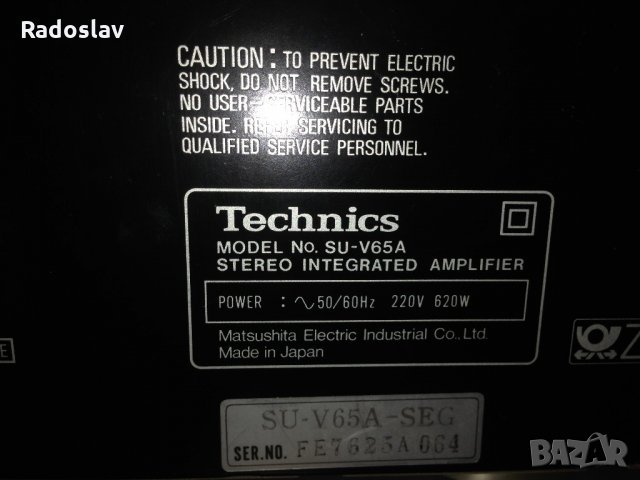 Radoslav
CAUTION: TO PREVENT ELECTRIC
SHOCK, DO NOT REMOVE SCREWS.
NO USER-SERVICEABLE PARTS
INSIDE. REFER SERVICING TO
QUALIFIED SERVICE PERSONNEL.
Technics
MODEL No. SU-V65A
STEREO INTEGRATED AMPLIFIER
POWER : ∿50/60Hz 220V 620W
Matsushita Electric Industrial Co., Ltd.
Made in Japan
E
Z
SU-V65A-SEG
SER.NO. FE7625A064
BAZAR